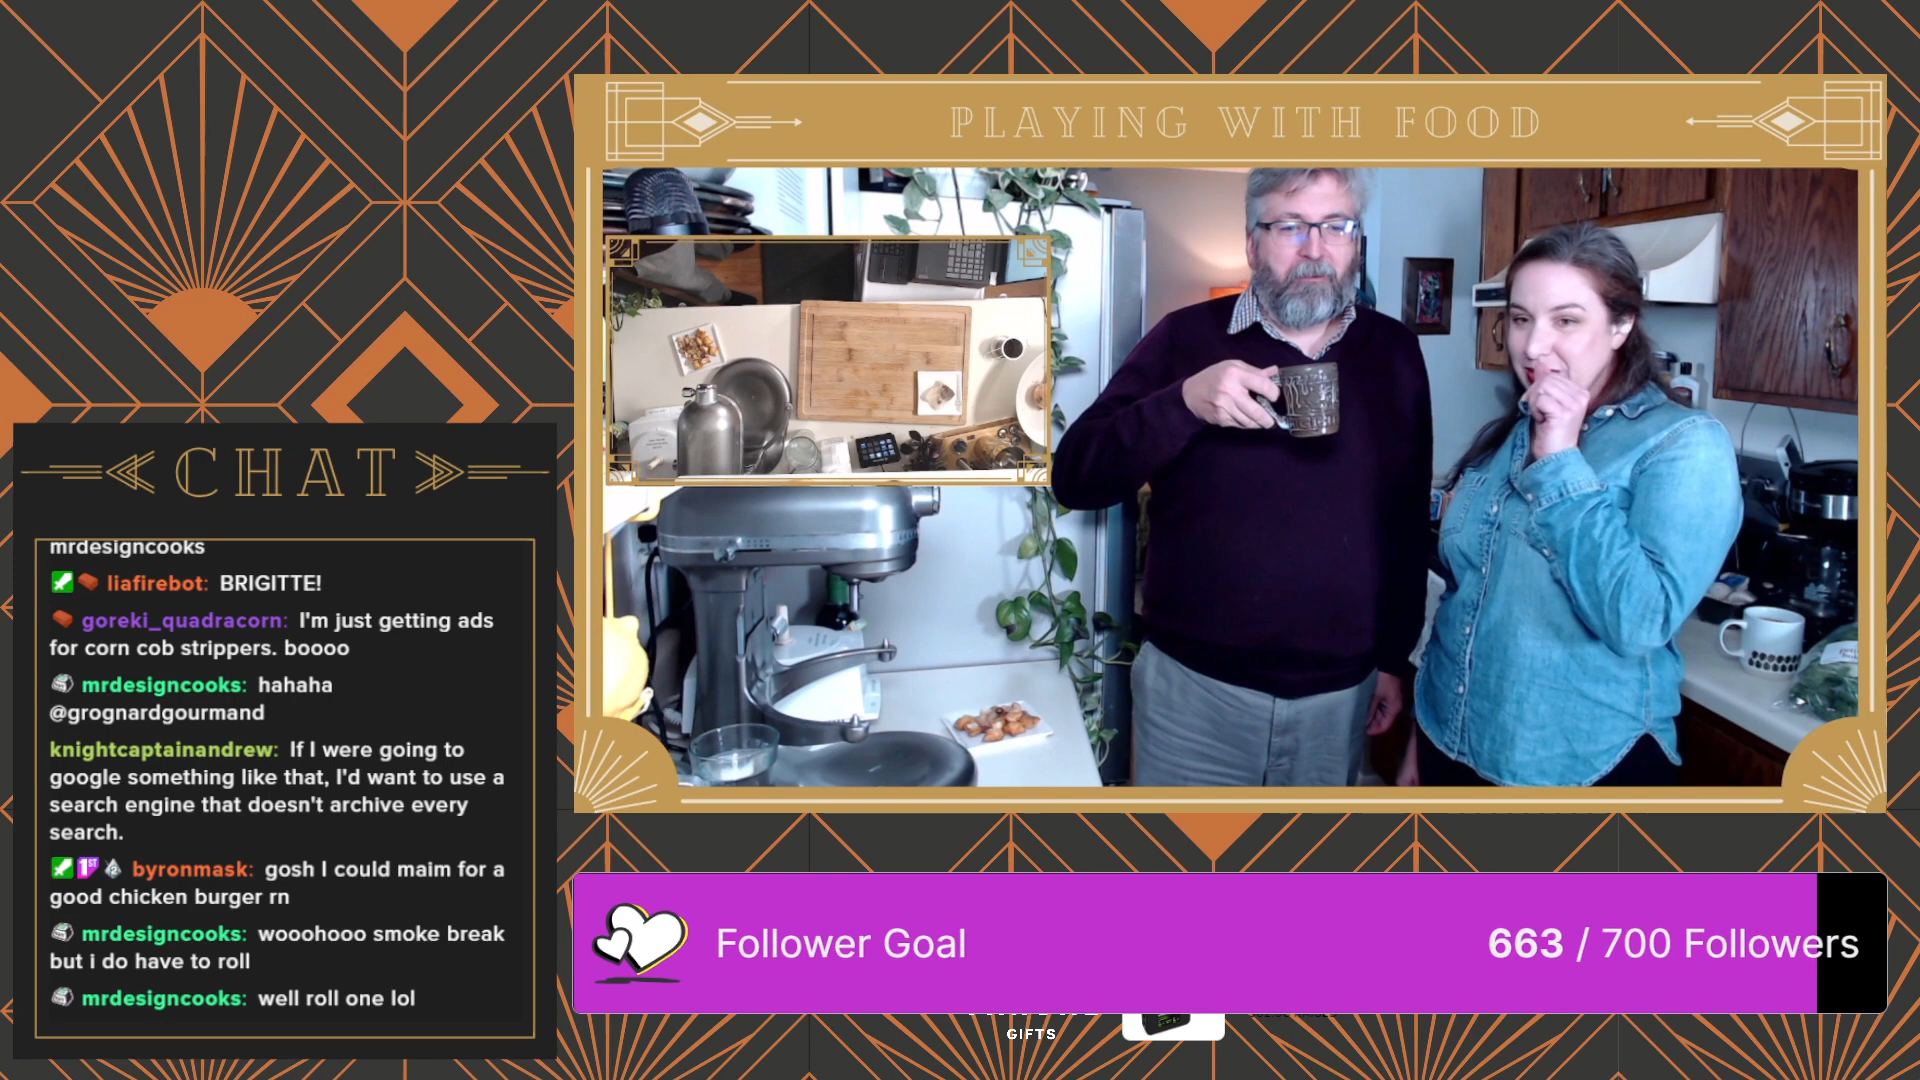 PLAYING WITH FOOD
CHAT
mrdesigncooks
liafirebot: BRIGITTE!
goreki_quadracorn: I'm just getting ads
for corn cob strippers. boooo
mrdesigncooks: hahaha
@grognardgourmand
knightcaptainandrew: If I were going to
google something like that, I'd want to use a
search engine that doesn't archive every
search.
1ST byronmask: gosh I could maim for a
good chicken burger rn
mrdesigncooks: wooohooo smoke break
but i do have to roll
mrdesigncooks: well roll one lol
Follower Goal
663 / 700 Followers
GIFTS